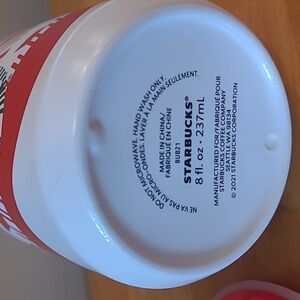 DO NOT MICROWAVE. HAND WASH ONLY.
NE VA PAS AU MICRO-ONDES. LAVER À LA MAIN SEULEMENT.
MADE IN CHINA/
FABRIQUÉ EN CHINE
BUB21
STARBUCKS®
8 fl. oz · 237mL
MANUFACTURED FOR/FABRIQUÉ POUR
STARBUCKS COFFEE COMPANY
SEATTLE WA 98134
© 2021 STARBUCKS CORPORATION